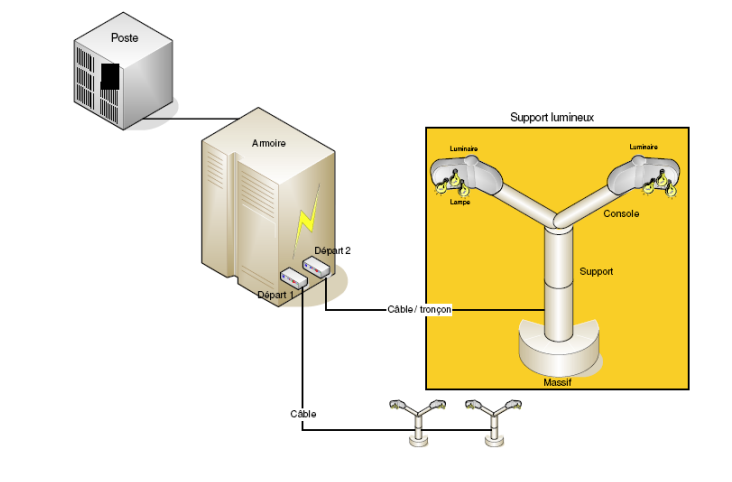 Poste
Armoire
Support lumineux
Luminaire
Luminaire
Lampe
Console
Départ 2
Support
Départ 1
Câble / tronçon
Massif
Câble